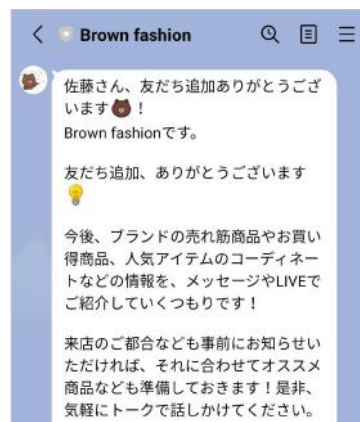 Brown fashion
佐藤さん、友だち追加ありがとうござ
います！
Brown fashionです。
友だち追加、ありがとうございます
今後、ブランドの売れ筋商品やお買い
得商品、人気アイテムのコーディネー
トなどの情報を、メッセージやLIVEで
ご紹介していくつもりです！
来店のご都合なども事前にお知らせい
ただければ、それに合わせてオススメ
商品なども準備しておきます！是非、
気軽にトークで話しかけてください。